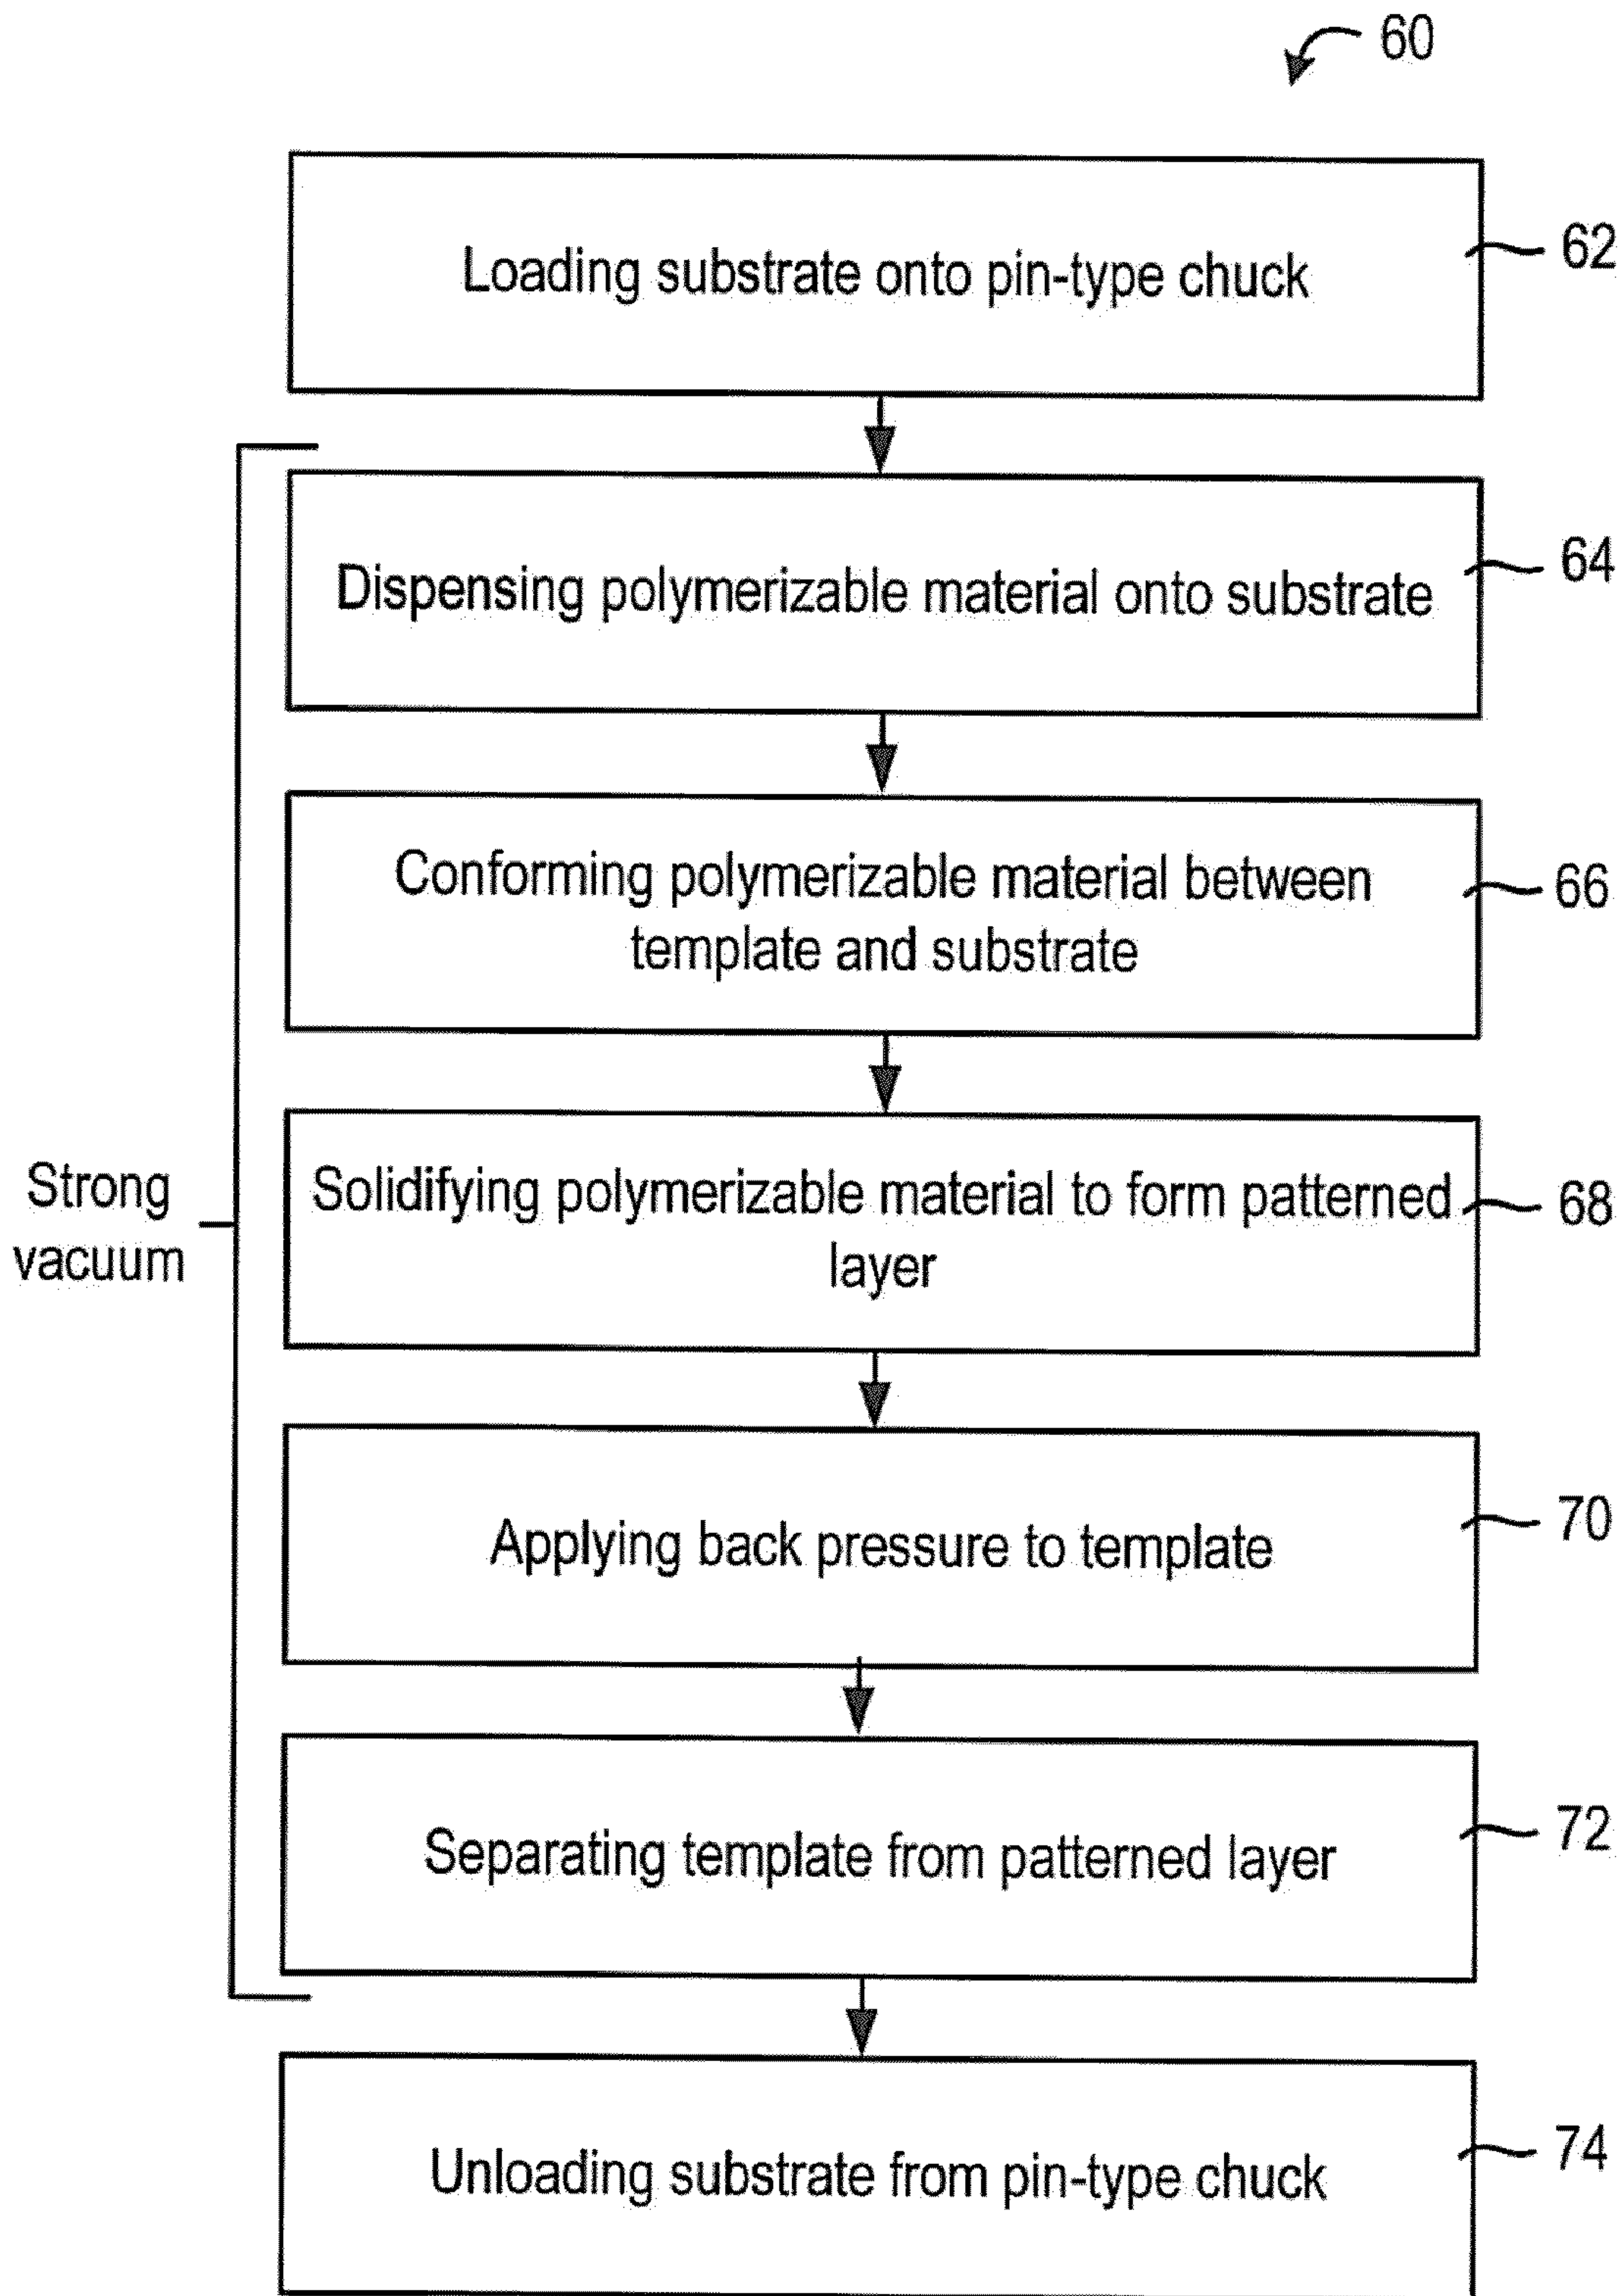 60
Loading substrate onto pin-type chuck
62
Dispensing polymerizable material onto substrate
64
Conforming polymerizable material between
template and substrate
66
Strong
vacuum
Solidifying polymerizable material to form patterned
layer
68
Applying back pressure to template
70
Separating template from patterned layer
72
Unloading substrate from pin-type chuck
74